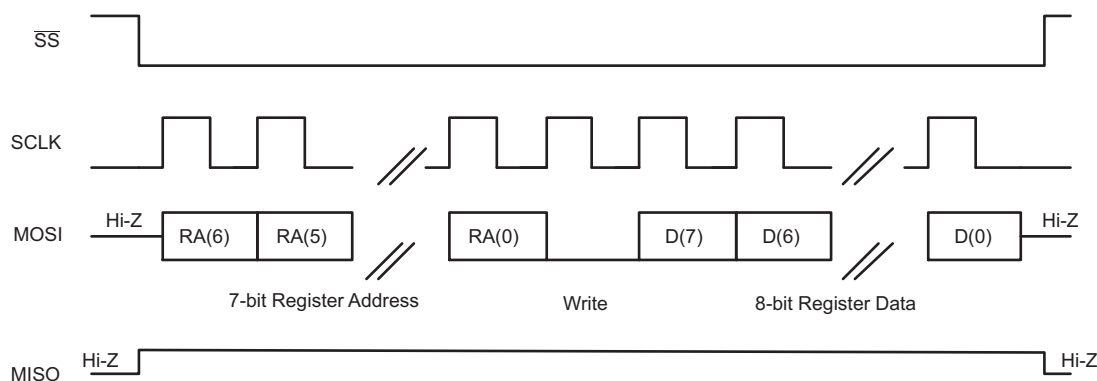 SS
SCLK
Hi-Z Hi-Z
MOSI RA(6) RA(5) RA(0) D(7) D(6) D(0)
7-bit Register Address Write 8-bit Register Data
Hi-Z Hi-Z
MISO